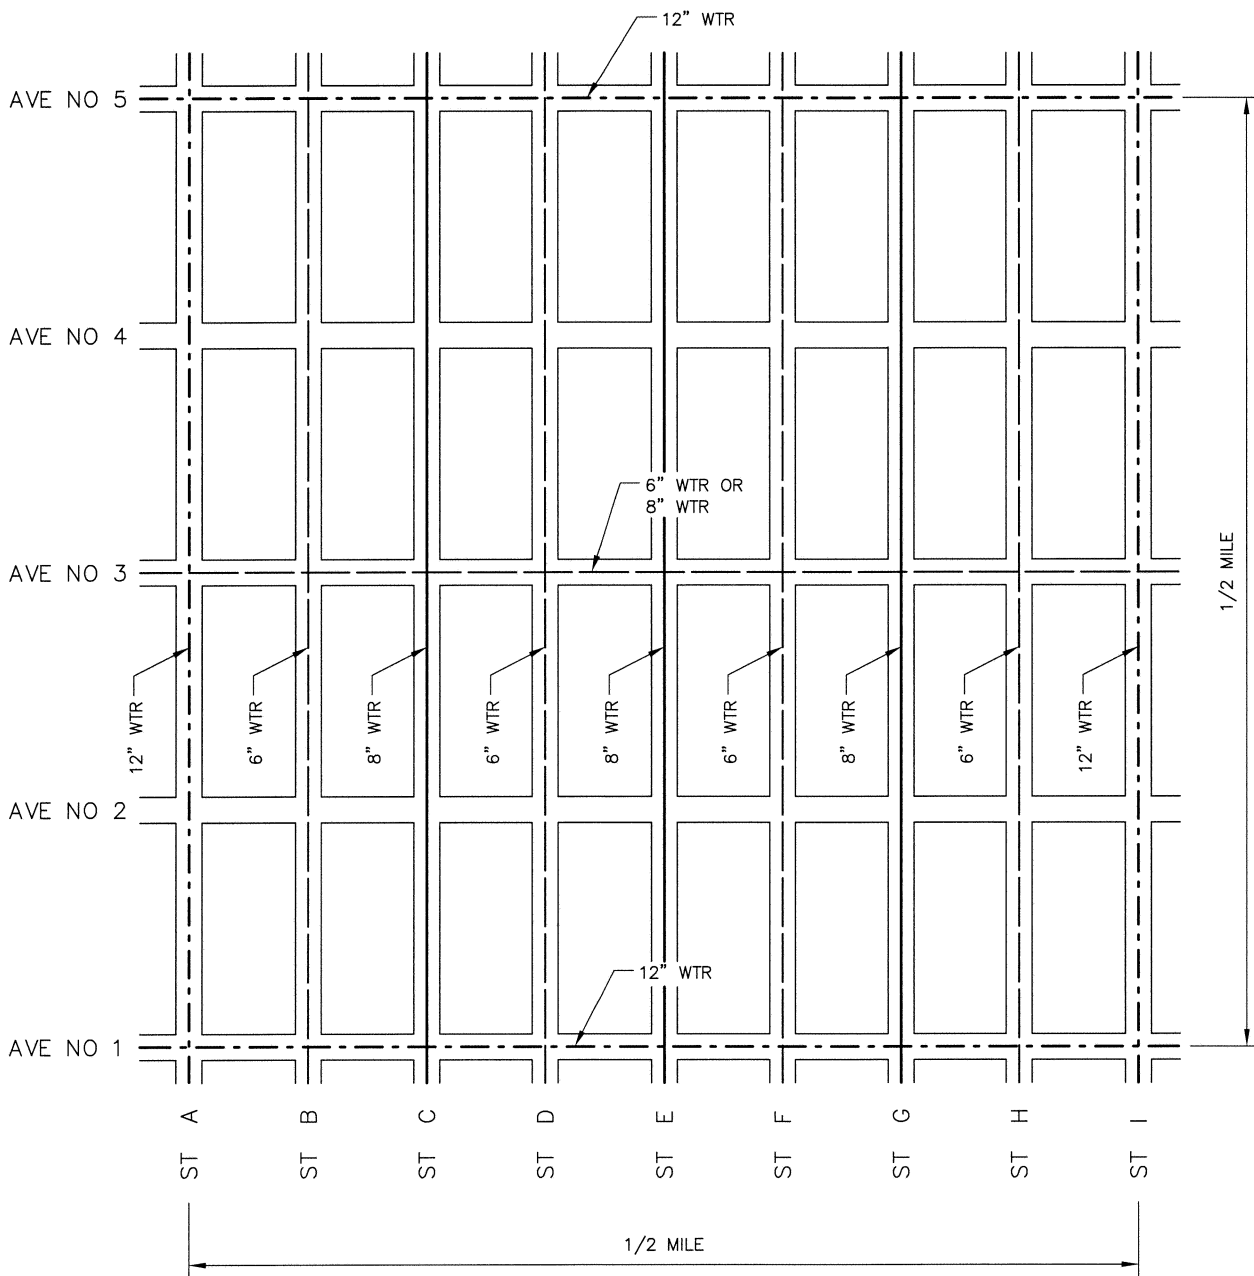 12" WTR
AVE NO 5
AVE NO 4
6" WTR OR
8" WTR
AVE NO 3
1/2 MILE
12" WTR
6" WTR
8" WTR
6" WTR
8" WTR
6" WTR
8" WTR
6" WTR
12" WTR
AVE NO 2
12" WTR
AVE NO 1
ST A
ST B
ST C
ST D
ST E
ST F
ST G
ST H
ST I
1/2 MILE